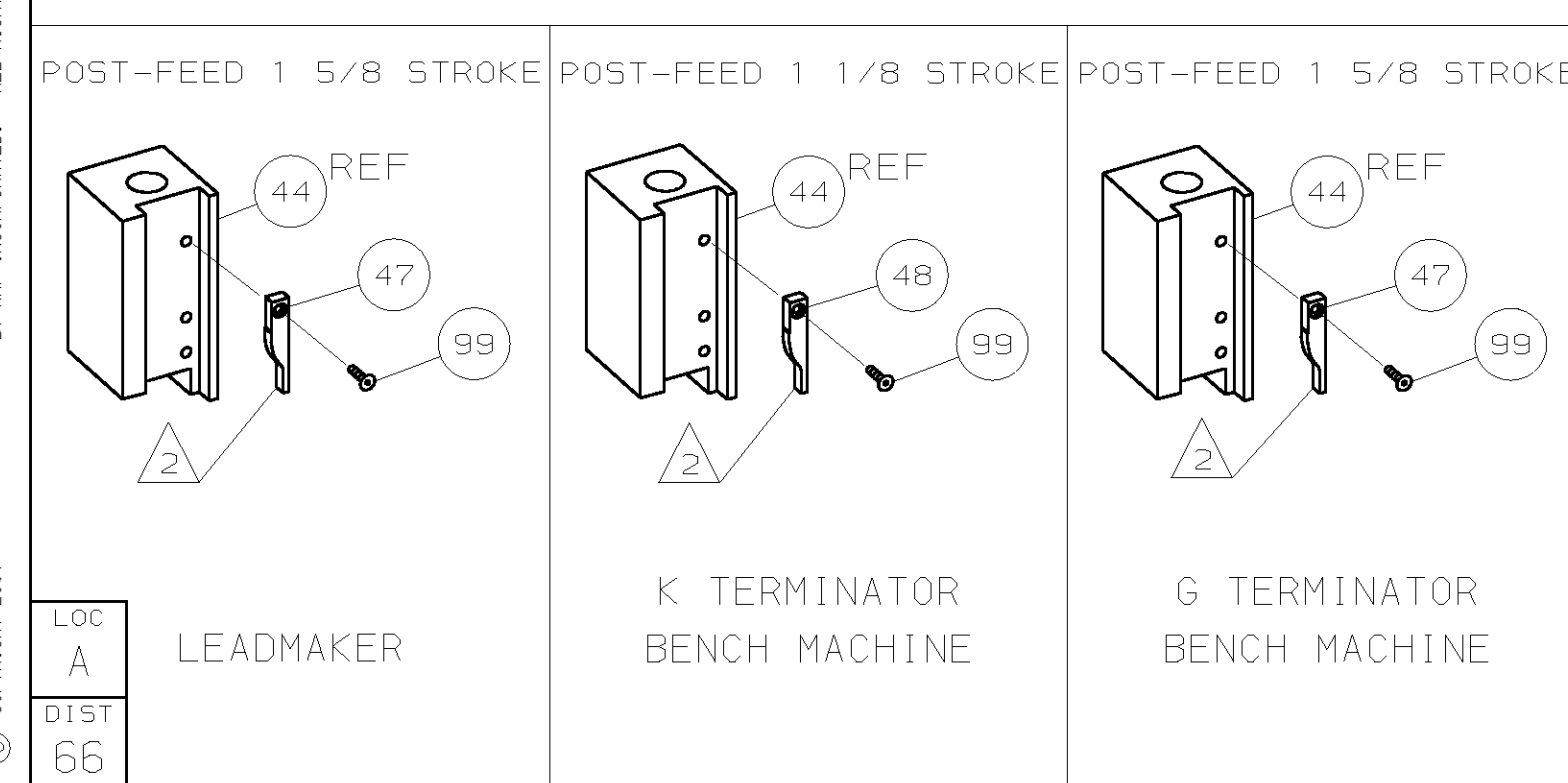 POST-FEED 1 5/8 STROKE
44 REF
47
99
2
LEADMAKER
POST-FEED 1 1/8 STROKE
44 REF
48
99
2
K TERMINATOR
BENCH MACHINE
POST-FEED 1 5/8 STROKE
44 REF
47
99
2
G TERMINATOR
BENCH MACHINE
LOC
A
DIST
66